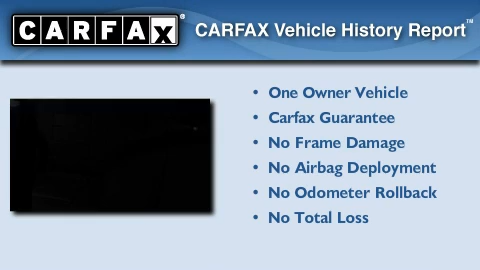 CARFAX® CARFAX Vehicle History Report™
• One Owner Vehicle
• Carfax Guarantee
• No Frame Damage
• No Airbag Deployment
• No Odometer Rollback
• No Total Loss